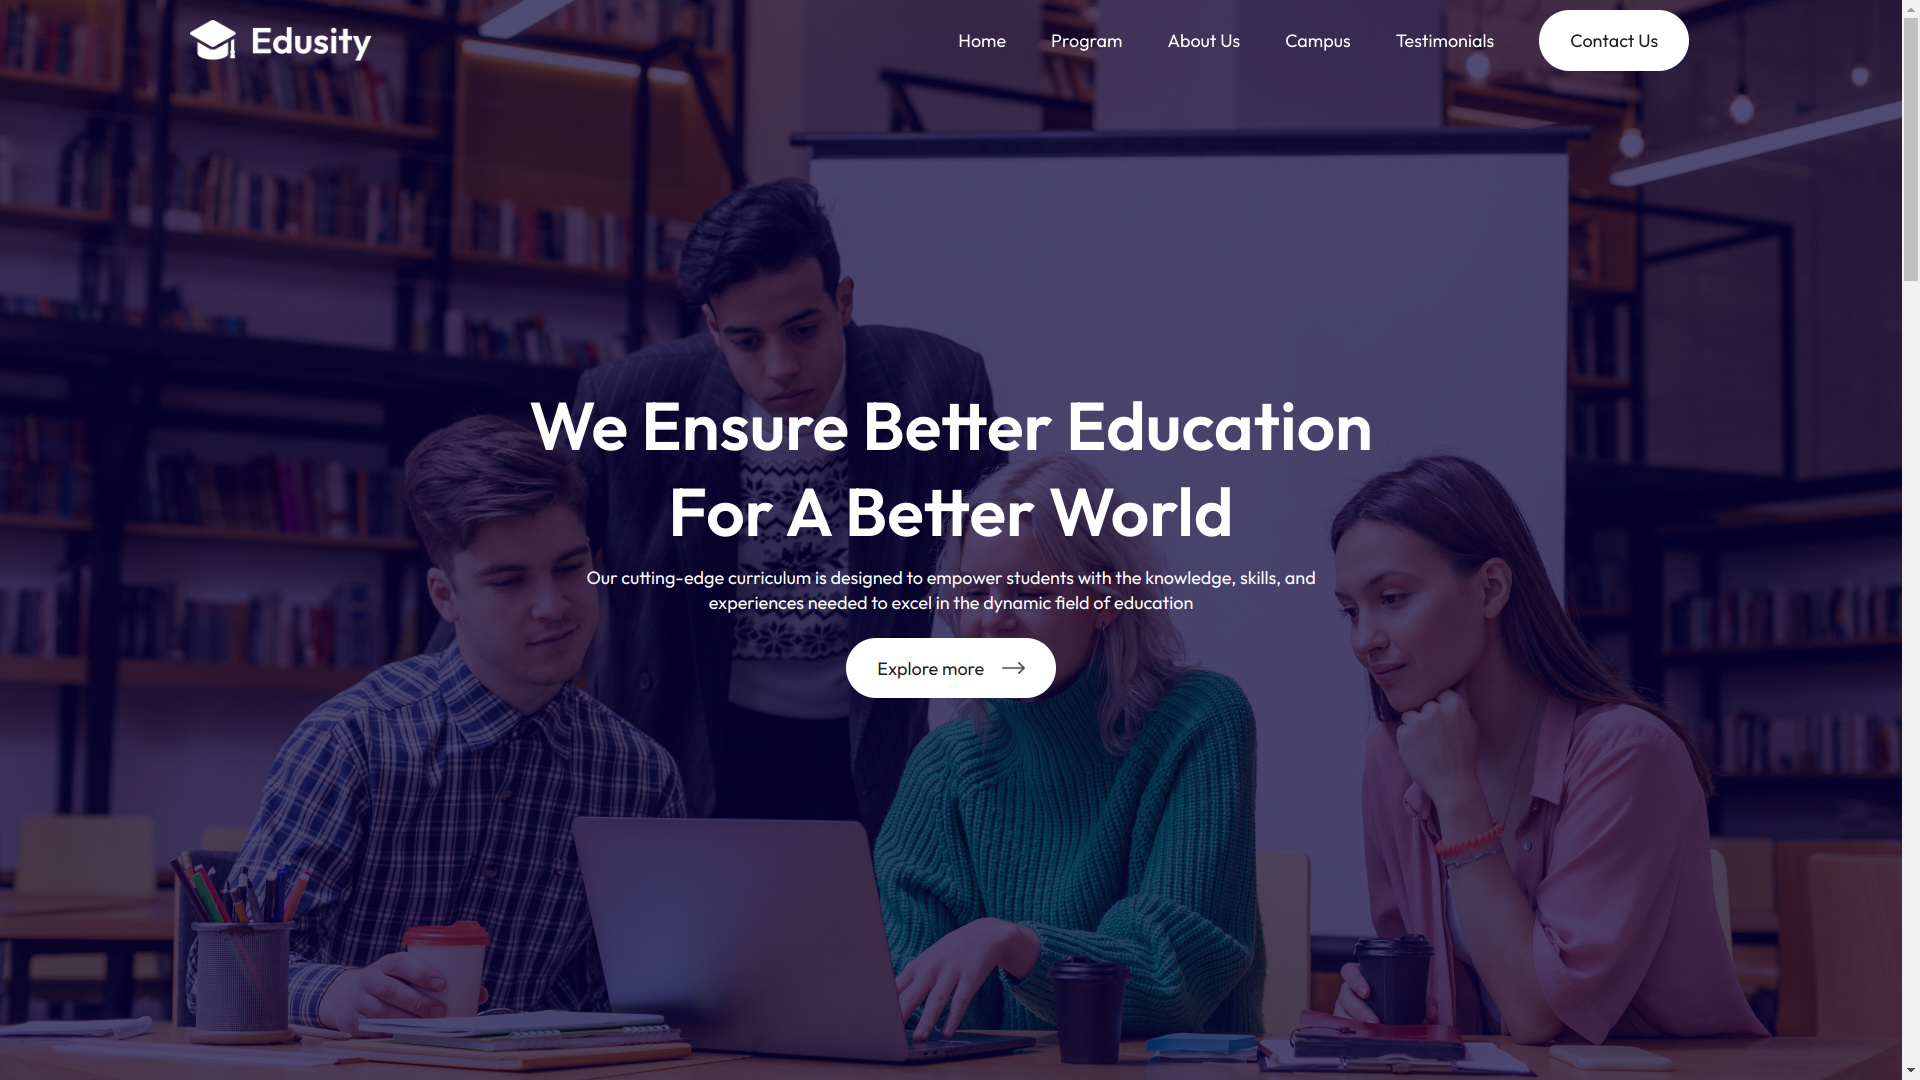 Edusity
Home
Program
About Us
Campus
Testimonials
Contact Us
We Ensure Better Education
For A Better World
Our cutting-edge curriculum is designed to empower students with the knowledge, skills, and
experiences needed to excel in the dynamic field of education
Explore more